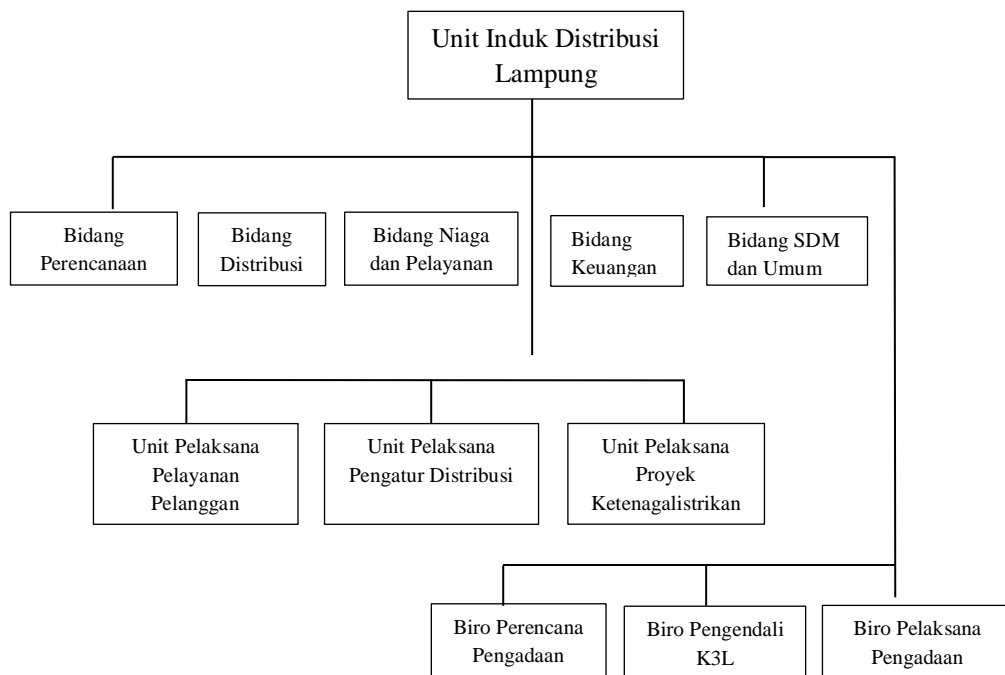 Unit Induk Distribusi
Lampung
Bidang
Perencanaan
Bidang
Distribusi
Bidang Niaga
dan Pelayanan
Bidang
Keuangan
Bidang SDM
dan Umum
Unit Pelaksana
Pelayanan
Pelanggan
Unit Pelaksana
Pengatur Distribusi
Unit Pelaksana
Proyek
Ketenagalistrikan
Biro Perencana
Pengadaan
Biro Pengendali
K3L
Biro Pelaksana
Pengadaan